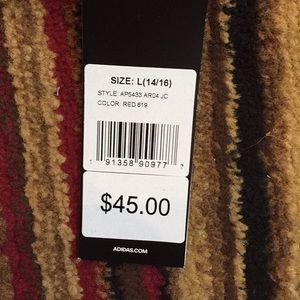 SIZE: L(14/16)
STYLE: AP5433 AR04 JC
COLOR: RED 619
1 91358 90977 7
$45.00
ADIDAS.COM